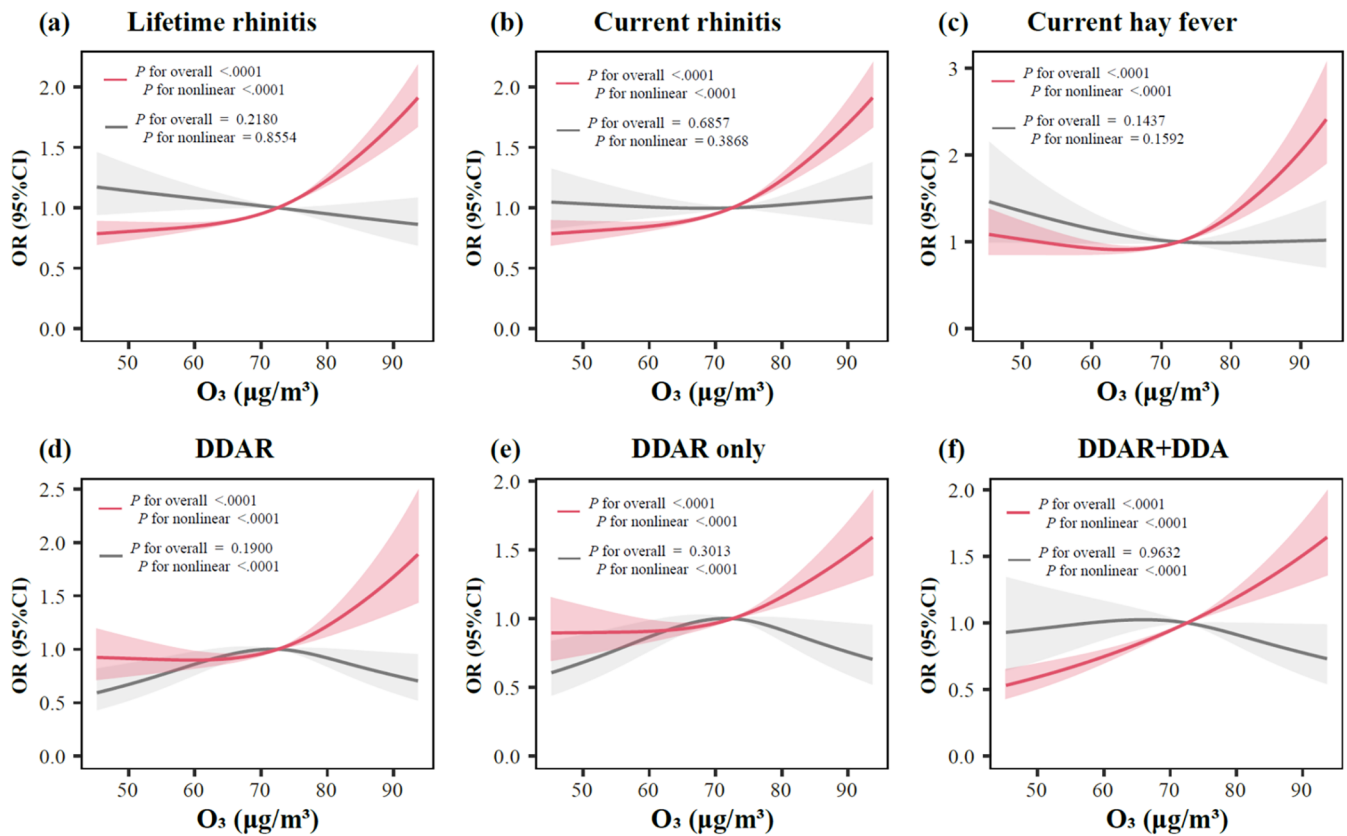 (a) Lifetime rhinitis
P for overall <.0001
P for nonlinear <.0001
P for overall = 0.2180
P for nonlinear = 0.8554
OR (95%CI)
2.0
1.5
1.0
0.5
0.0
50 60 70 80 90
O₃ (μg/m³)
(b) Current rhinitis
P for overall <.0001
P for nonlinear <.0001
P for overall = 0.6857
P for nonlinear = 0.3868
OR (95%CI)
2.0
1.5
1.0
0.5
0.0
50 60 70 80 90
O₃ (μg/m³)
(c) Current hay fever
P for overall <.0001
P for nonlinear <.0001
P for overall = 0.1437
P for nonlinear = 0.1592
OR (95%CI)
3
2
1
0
50 60 70 80 90
O₃ (μg/m³)
(d) DDAR
P for overall <.0001
P for nonlinear <.0001
P for overall = 0.1900
P for nonlinear <.0001
OR (95%CI)
2.5
2.0
1.5
1.0
0.5
0.0
50 60 70 80 90
O₃ (μg/m³)
(e) DDAR only
P for overall <.0001
P for nonlinear <.0001
P for overall = 0.3013
P for nonlinear <.0001
OR (95%CI)
2.0
1.5
1.0
0.5
0.0
50 60 70 80 90
O₃ (μg/m³)
(f) DDAR+DDA
P for overall <.0001
P for nonlinear <.0001
P for overall = 0.9632
P for nonlinear <.0001
OR (95%CI)
2.0
1.5
1.0
0.5
0.0
50 60 70 80 90
O₃ (μg/m³)